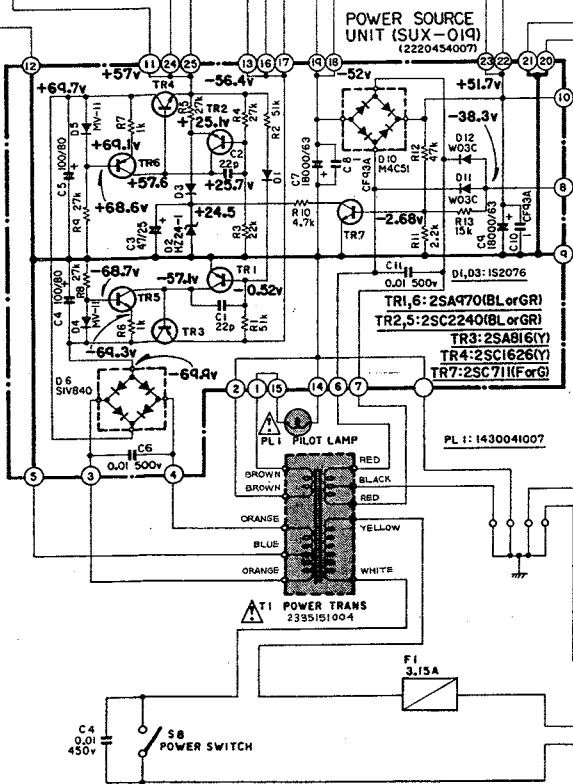 POWER SOURCE
UNIT (SUX-019)
(2220454007)
12
11
24
25
13
16
17
19
18
23
22
21
20
+57v
-56.4v
-52v
+51.7v
+69.7v
TR4
R5
27k
+25.1v
TR2
R4
27k
R2
51k
10
D5
MV-11
R7
1k
-38.3v
C5
100/80
+69.1v
TR6
C2
22p
C7
18000/63
C8
CF93A
D10
M4C51
R12
47k
D12
W03C
D1
R9
27k
+57.6
+25.7v
D11
W03C
8
+68.6v
D3
+24.5
R10
4.7k
TR7
-2.68v
R13
15k
C9
18000/63
C10
CF93A
C3
47/25
D2
HZ24-1
R3
22k
R11
2.2k
9
C4
100/80
R8
27k
-68.7v
-57.1v
TR1
0.52v
C11
0.01 500v
D1,D3: 1S2076
D4
MV-11
TR5
R6
1k
TR3
C1
22p
R1
51k
TR1,6: 2SA970(BLorGR)
TR2,5: 2SC2240(BLorGR)
TR3: 2SA816(Y)
TR4: 2SC1626(Y)
TR7: 2SC711(ForG)
-69.3v
-69.9v
D6
S1V840
2
1
15
14
6
7
PL1 PILOT LAMP
PL1: 1430041007
C6
0.01 500v
5
3
4
BROWN
BROWN
ORANGE
BLUE
ORANGE
RED
BLACK
RED
YELLOW
WHITE
T1 POWER TRANS
2335151004
F1
3.15A
C4
0.01
450v
S8
POWER SWITCH